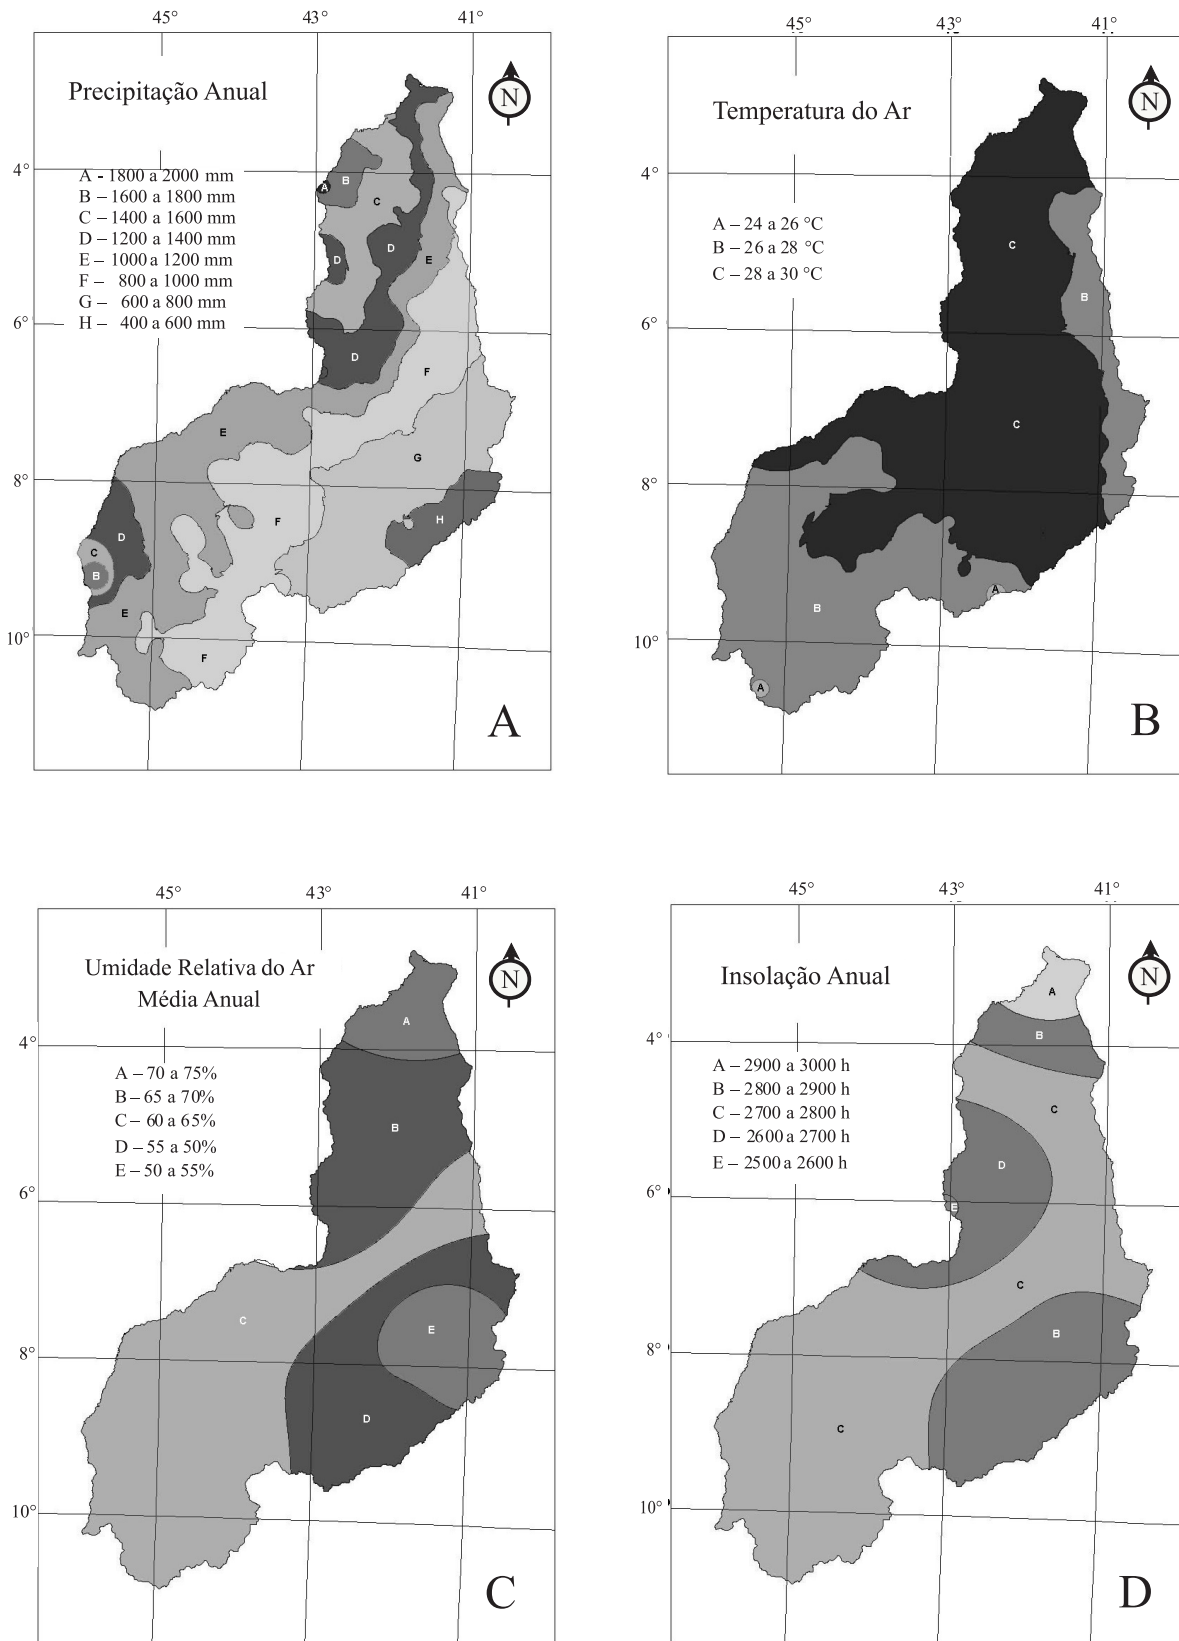 45° 43° 41°
Precipitação Anual
N
4°
A - 1800 a 2000 mm
B – 1600 a 1800 mm
C – 1400 a 1600 mm
D – 1200 a 1400 mm
E – 1000 a 1200 mm
F – 800 a 1000 mm
G – 600 a 800 mm
H – 400 a 600 mm
6°
8°
10°
A
B
C
D
D
E
D
F
E
G
H
F
D
C
B
E
F
A
45° 43° 41°
Temperatura do Ar
N
4°
A – 24 a 26 °C
B – 26 a 28 °C
C – 28 a 30 °C
6°
8°
10°
C
B
C
A
B
A
B
45° 43° 41°
Umidade Relativa do Ar
Média Anual
N
4°
A – 70 a 75%
B – 65 a 70%
C – 60 a 65%
D – 55 a 50%
E – 50 a 55%
6°
8°
10°
A
B
C
E
D
C
45° 43° 41°
Insolação Anual
N
4°
A – 2900 a 3000 h
B – 2800 a 2900 h
C – 2700 a 2800 h
D – 2600 a 2700 h
E – 2500 a 2600 h
6°
8°
10°
A
B
C
D
E
C
B
C
D